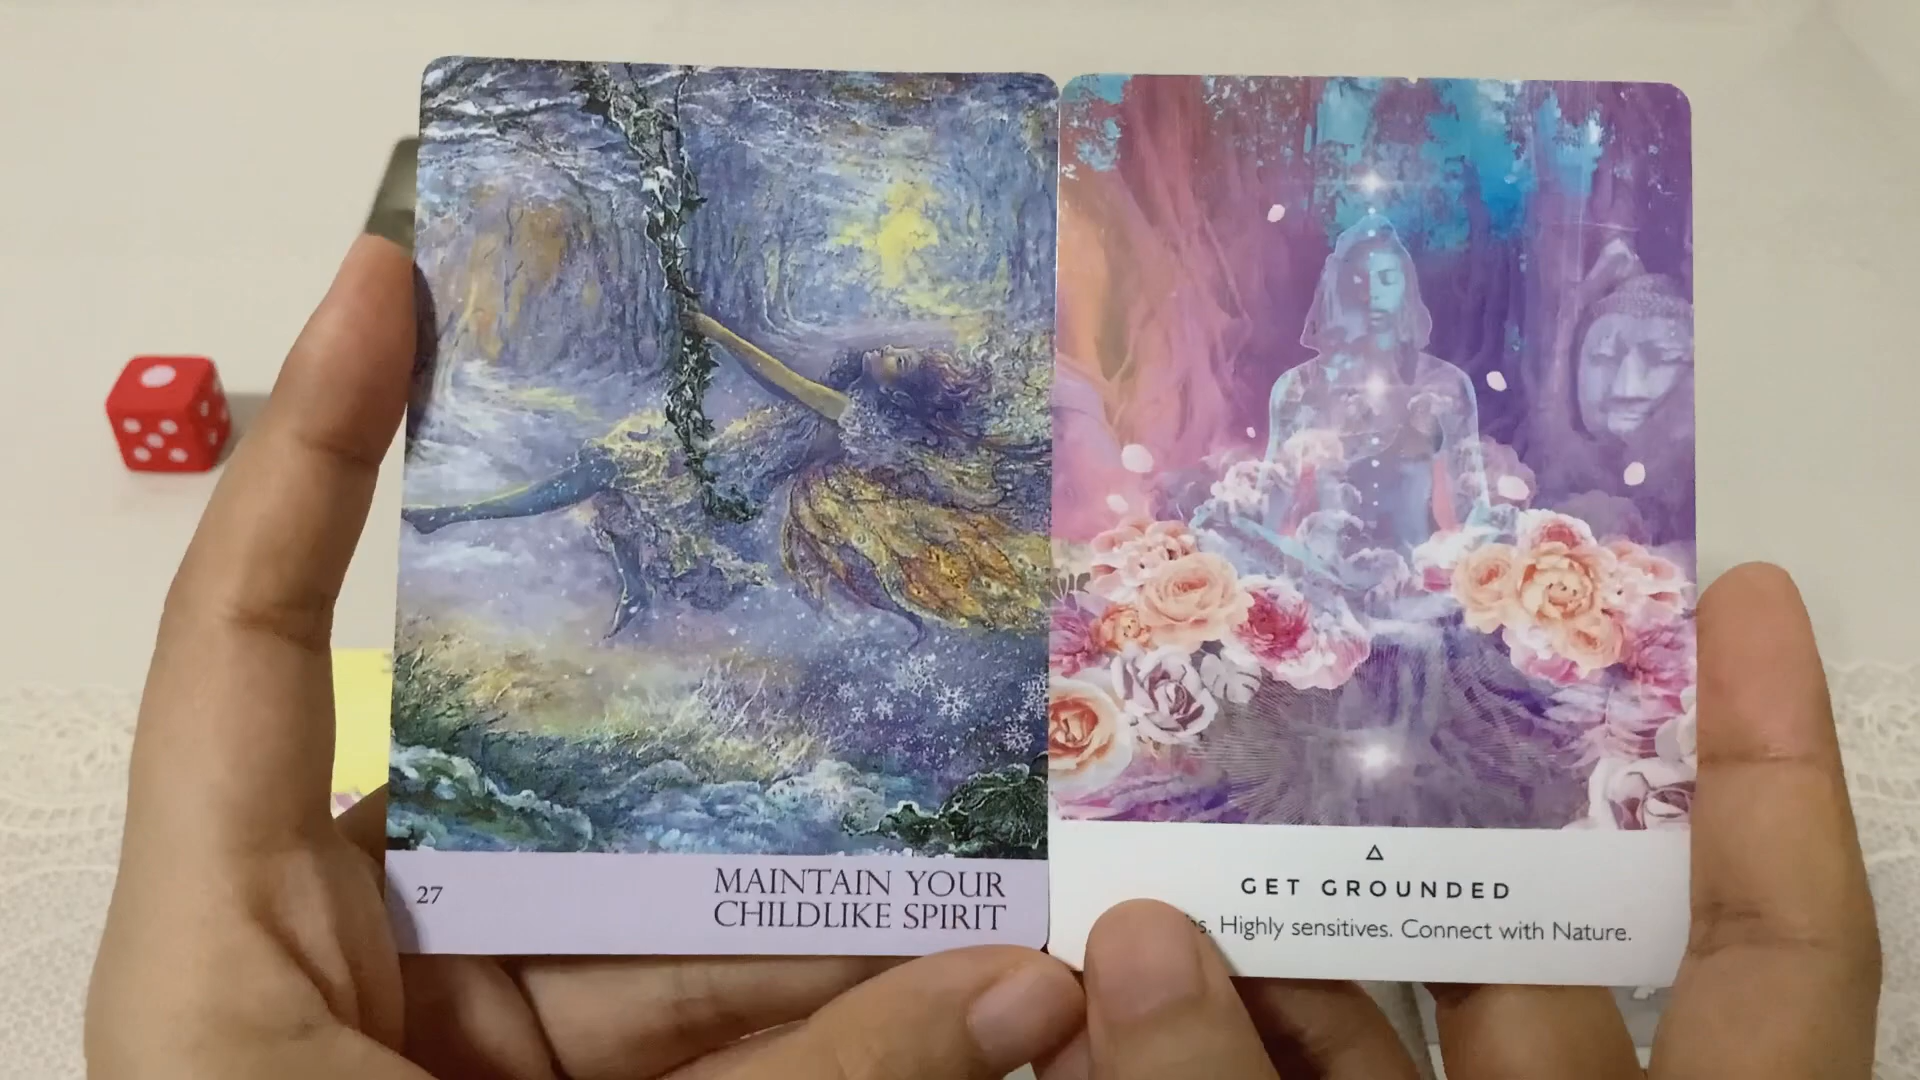 27
MAINTAIN YOUR
CHILDLIKE SPIRIT
GET GROUNDED
Highly sensitives. Connect with Nature.